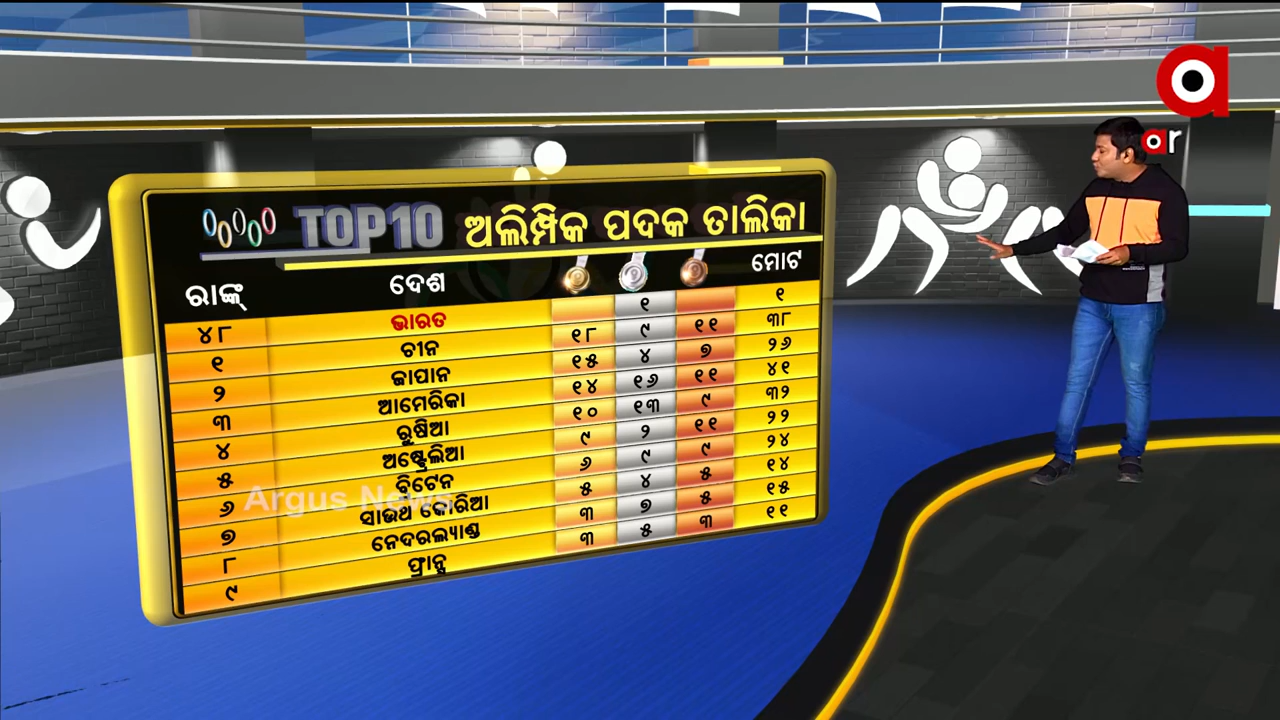 a
ar
TOP10 ଅଲିମ୍ପିକ ପଦକ ତାଲିକା
ରାଙ୍କ୍ ଦେଶ ମୋଟ
୪୮ ଭାରତ ୧ ୧
୧ ଚୀନ ୧୮ ୯ ୧୧ ୩୮
୨ ଜାପାନ ୧୫ ୪ ୭ ୨୬
୩ ଆମେରିକା ୧୪ ୧୬ ୧୧ ୪୧
୪ ରୁଷିଆ ୧୦ ୧୩ ୯ ୩୨
୫ ଅଷ୍ଟ୍ରେଲିଆ ୯ ୨ ୧୧ ୨୨
୬ ବ୍ରିଟେନ ୬ ୯ ୯ ୨୪
୭ ସାଉଥ କୋରିଆ ୫ ୪ ୫ ୧୪
୮ ନେଦରଲ୍ୟାଣ୍ଡ ୩ ୭ ୫ ୧୫
୯ ଫ୍ରାନ୍ସ ୩ ୫ ୩ ୧୧
Argus News